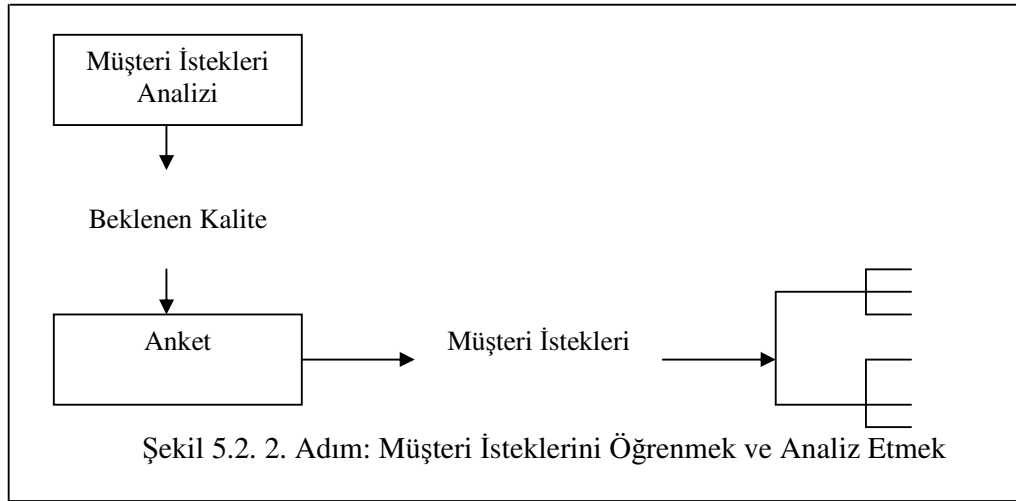 Müşteri İstekleri
Analizi
Beklenen Kalite
Anket
Müşteri İstekleri
Şekil 5.2. 2. Adım: Müşteri İsteklerini Öğrenmek ve Analiz Etmek